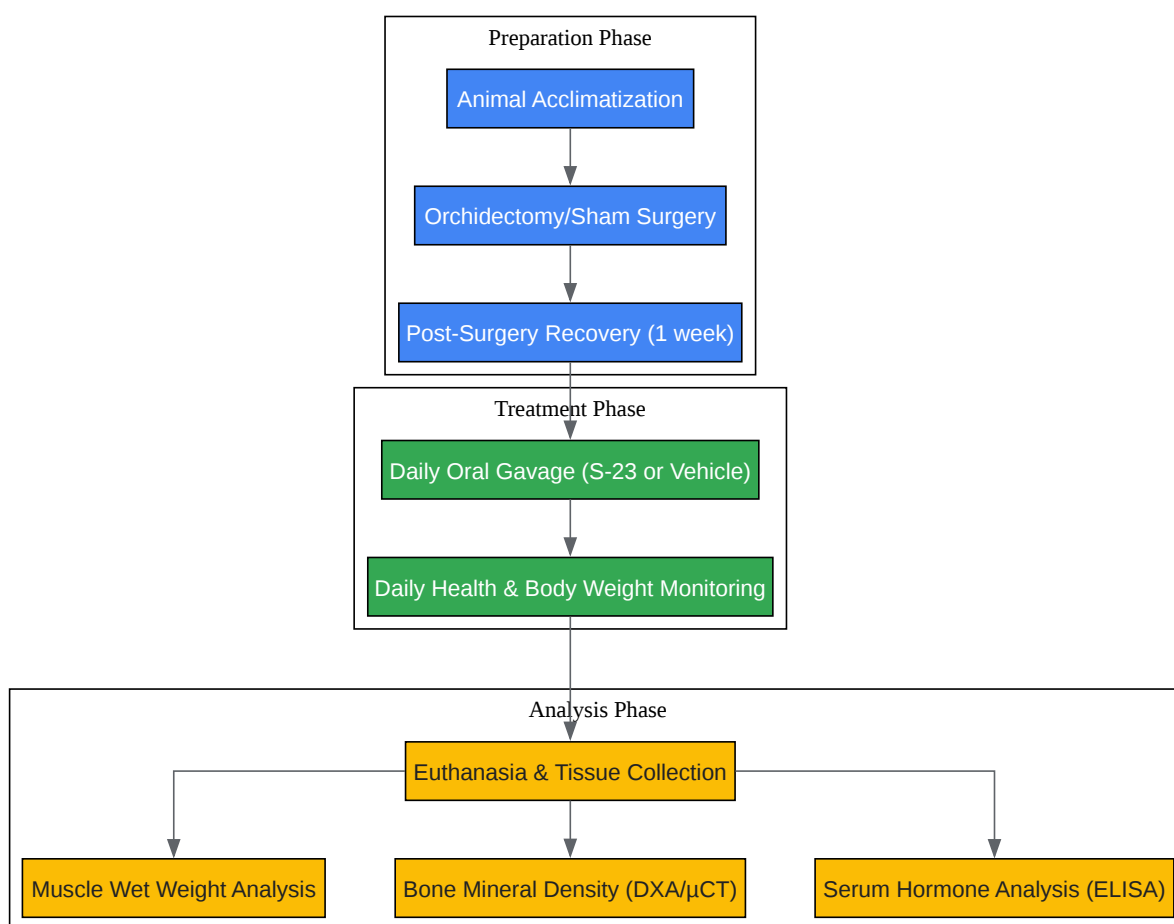 Preparation Phase
Animal Acclimatization
Orchidectomy/Sham Surgery
Post-Surgery Recovery (1 week)
Treatment Phase
Daily Oral Gavage (S-23 or Vehicle)
Daily Health & Body Weight Monitoring
Analysis Phase
Euthanasia & Tissue Collection
Muscle Wet Weight Analysis
Bone Mineral Density (DXA/µCT)
Serum Hormone Analysis (ELISA)